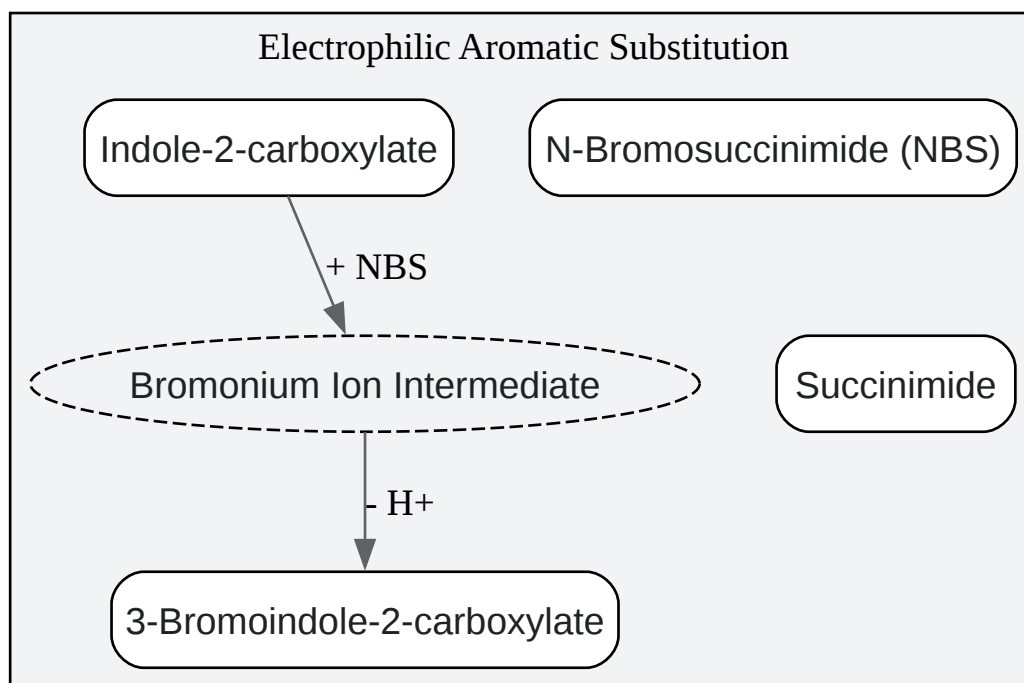 Electrophilic Aromatic Substitution
Indole-2-carboxylate
N-Bromosuccinimide (NBS)
+ NBS
Bromonium Ion Intermediate
Succinimide
- H+
3-Bromoindole-2-carboxylate